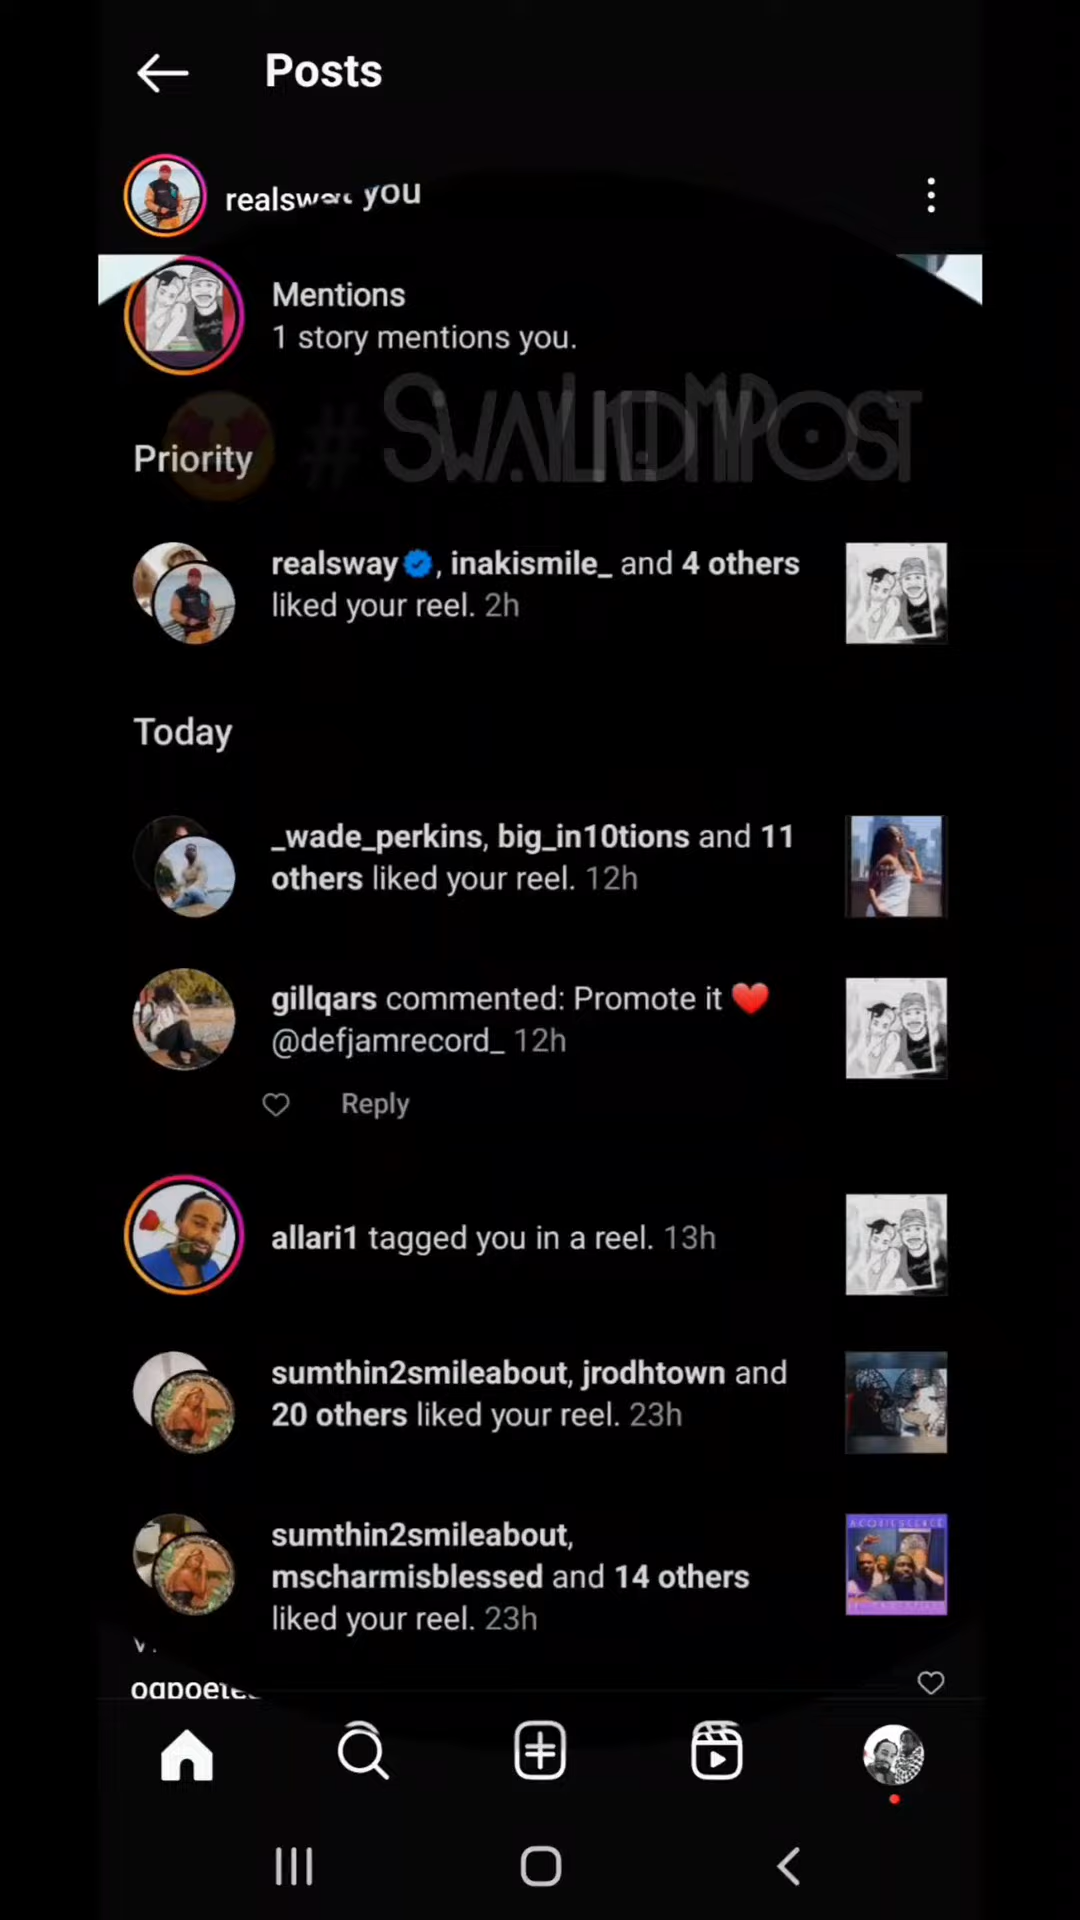 Posts
you
Mentions
1 story mentions you.
Priority
realsway, inakismile_ and 4 others
liked your reel. 2h
Today
_wade_perkins, big_in10tions and 11
others liked your reel. 12h
gillqars commented: Promote it ❤️
@defjamrecord_ 12h
Reply
allari1 tagged you in a reel. 13h
sumthin2smileabout, jrodhtown and
20 others liked your reel. 23h
ACQUIESCENCE
sumthin2smileabout,
mscharmisblessed and 14 others
liked your reel. 23h